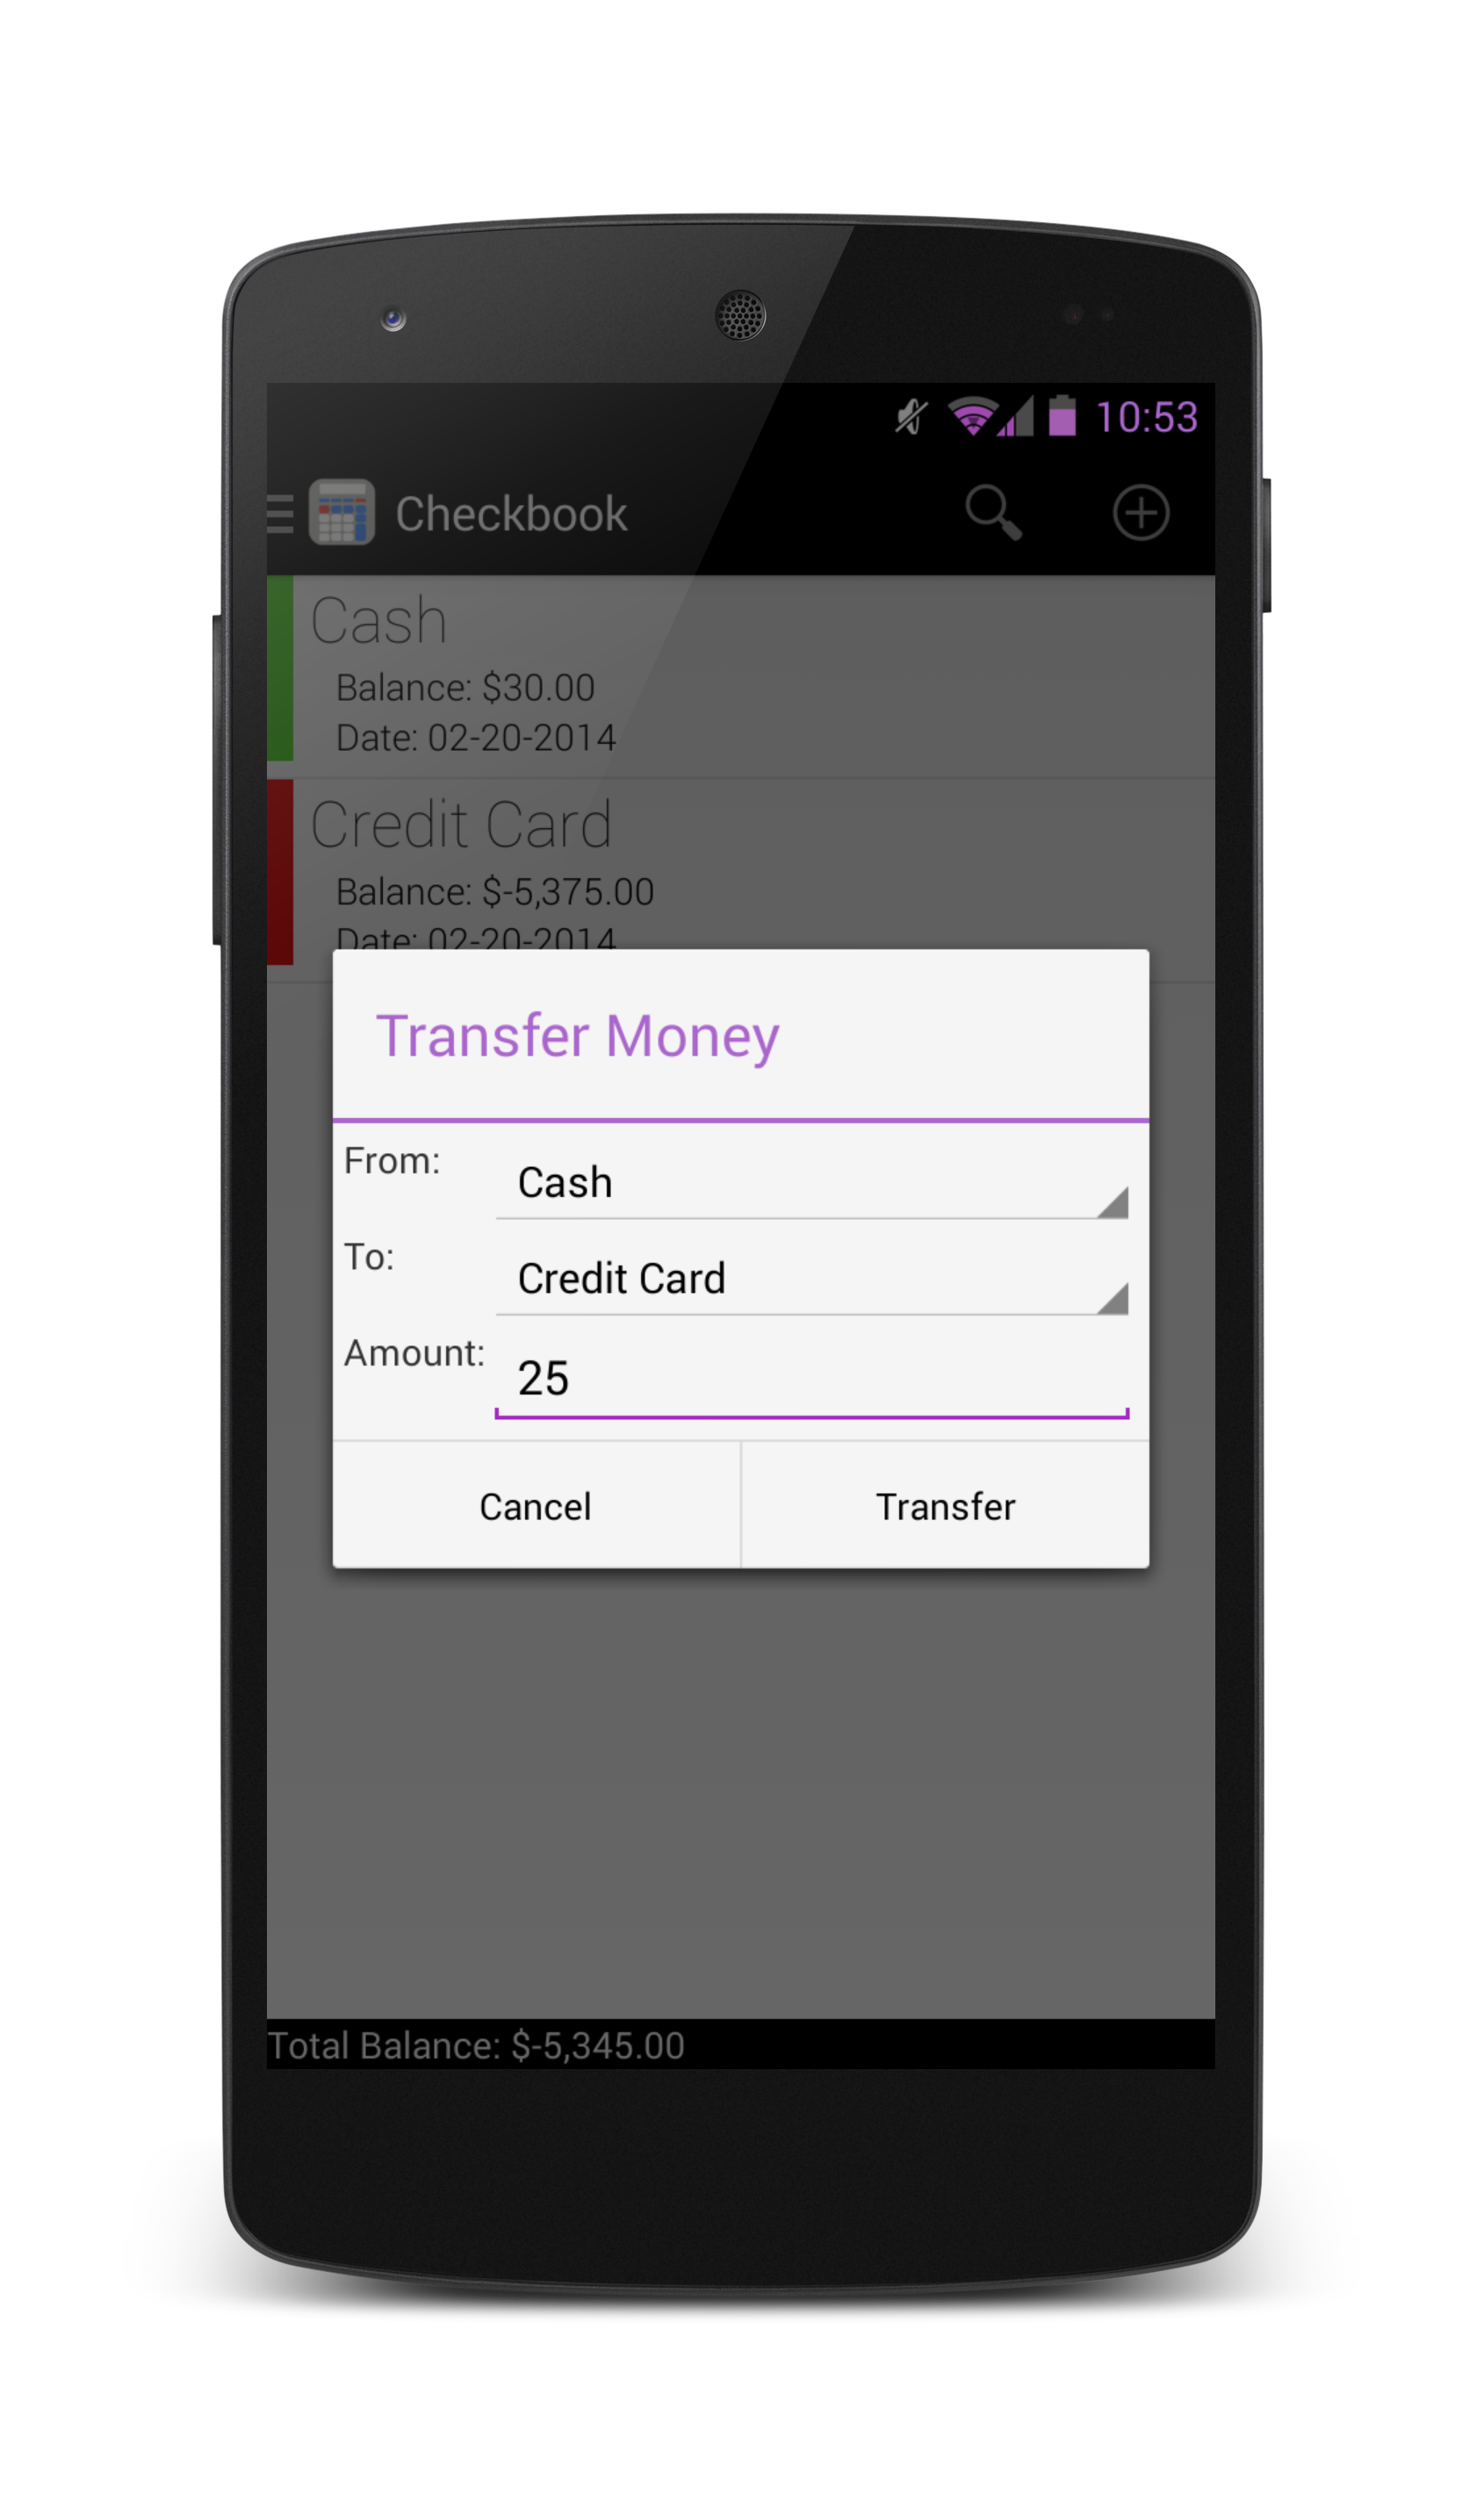 10:53
Checkbook
Cash
Balance: $30.00
Date: 02-20-2014
Credit Card
Balance: $-5,375.00
Date: 02-20-2014
Transfer Money
From: Cash
To: Credit Card
Amount: 25
Cancel Transfer
Total Balance: $-5,345.00